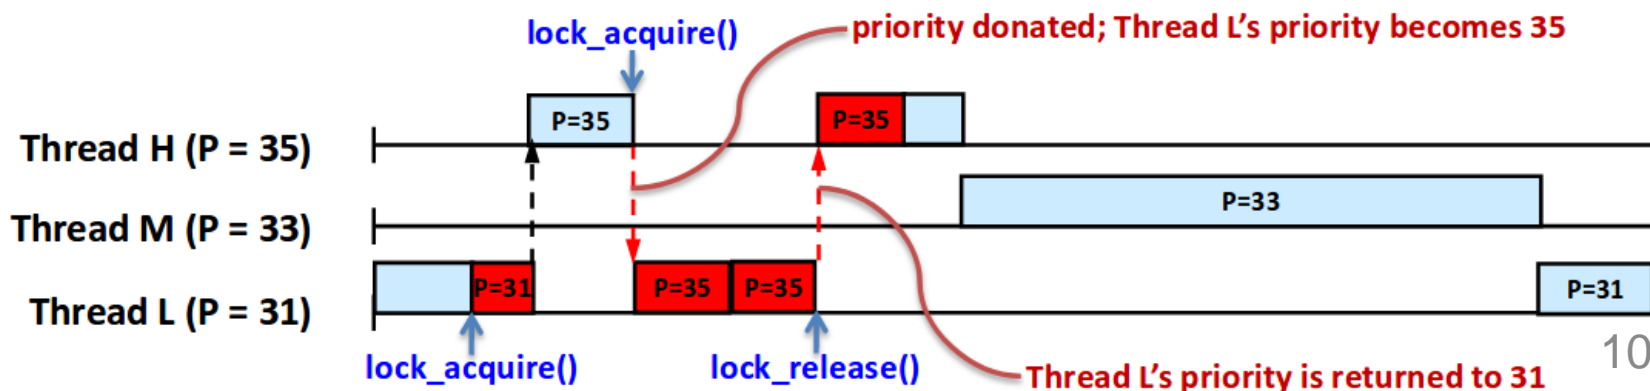 lock_acquire()
priority donated; Thread L's priority becomes 35
P=35
P=35
Thread H (P = 35)
P=33
Thread M (P = 33)
P=31
P=35
P=35
P=31
Thread L (P = 31)
lock_acquire()
lock_release()
Thread L's priority is returned to 31
10